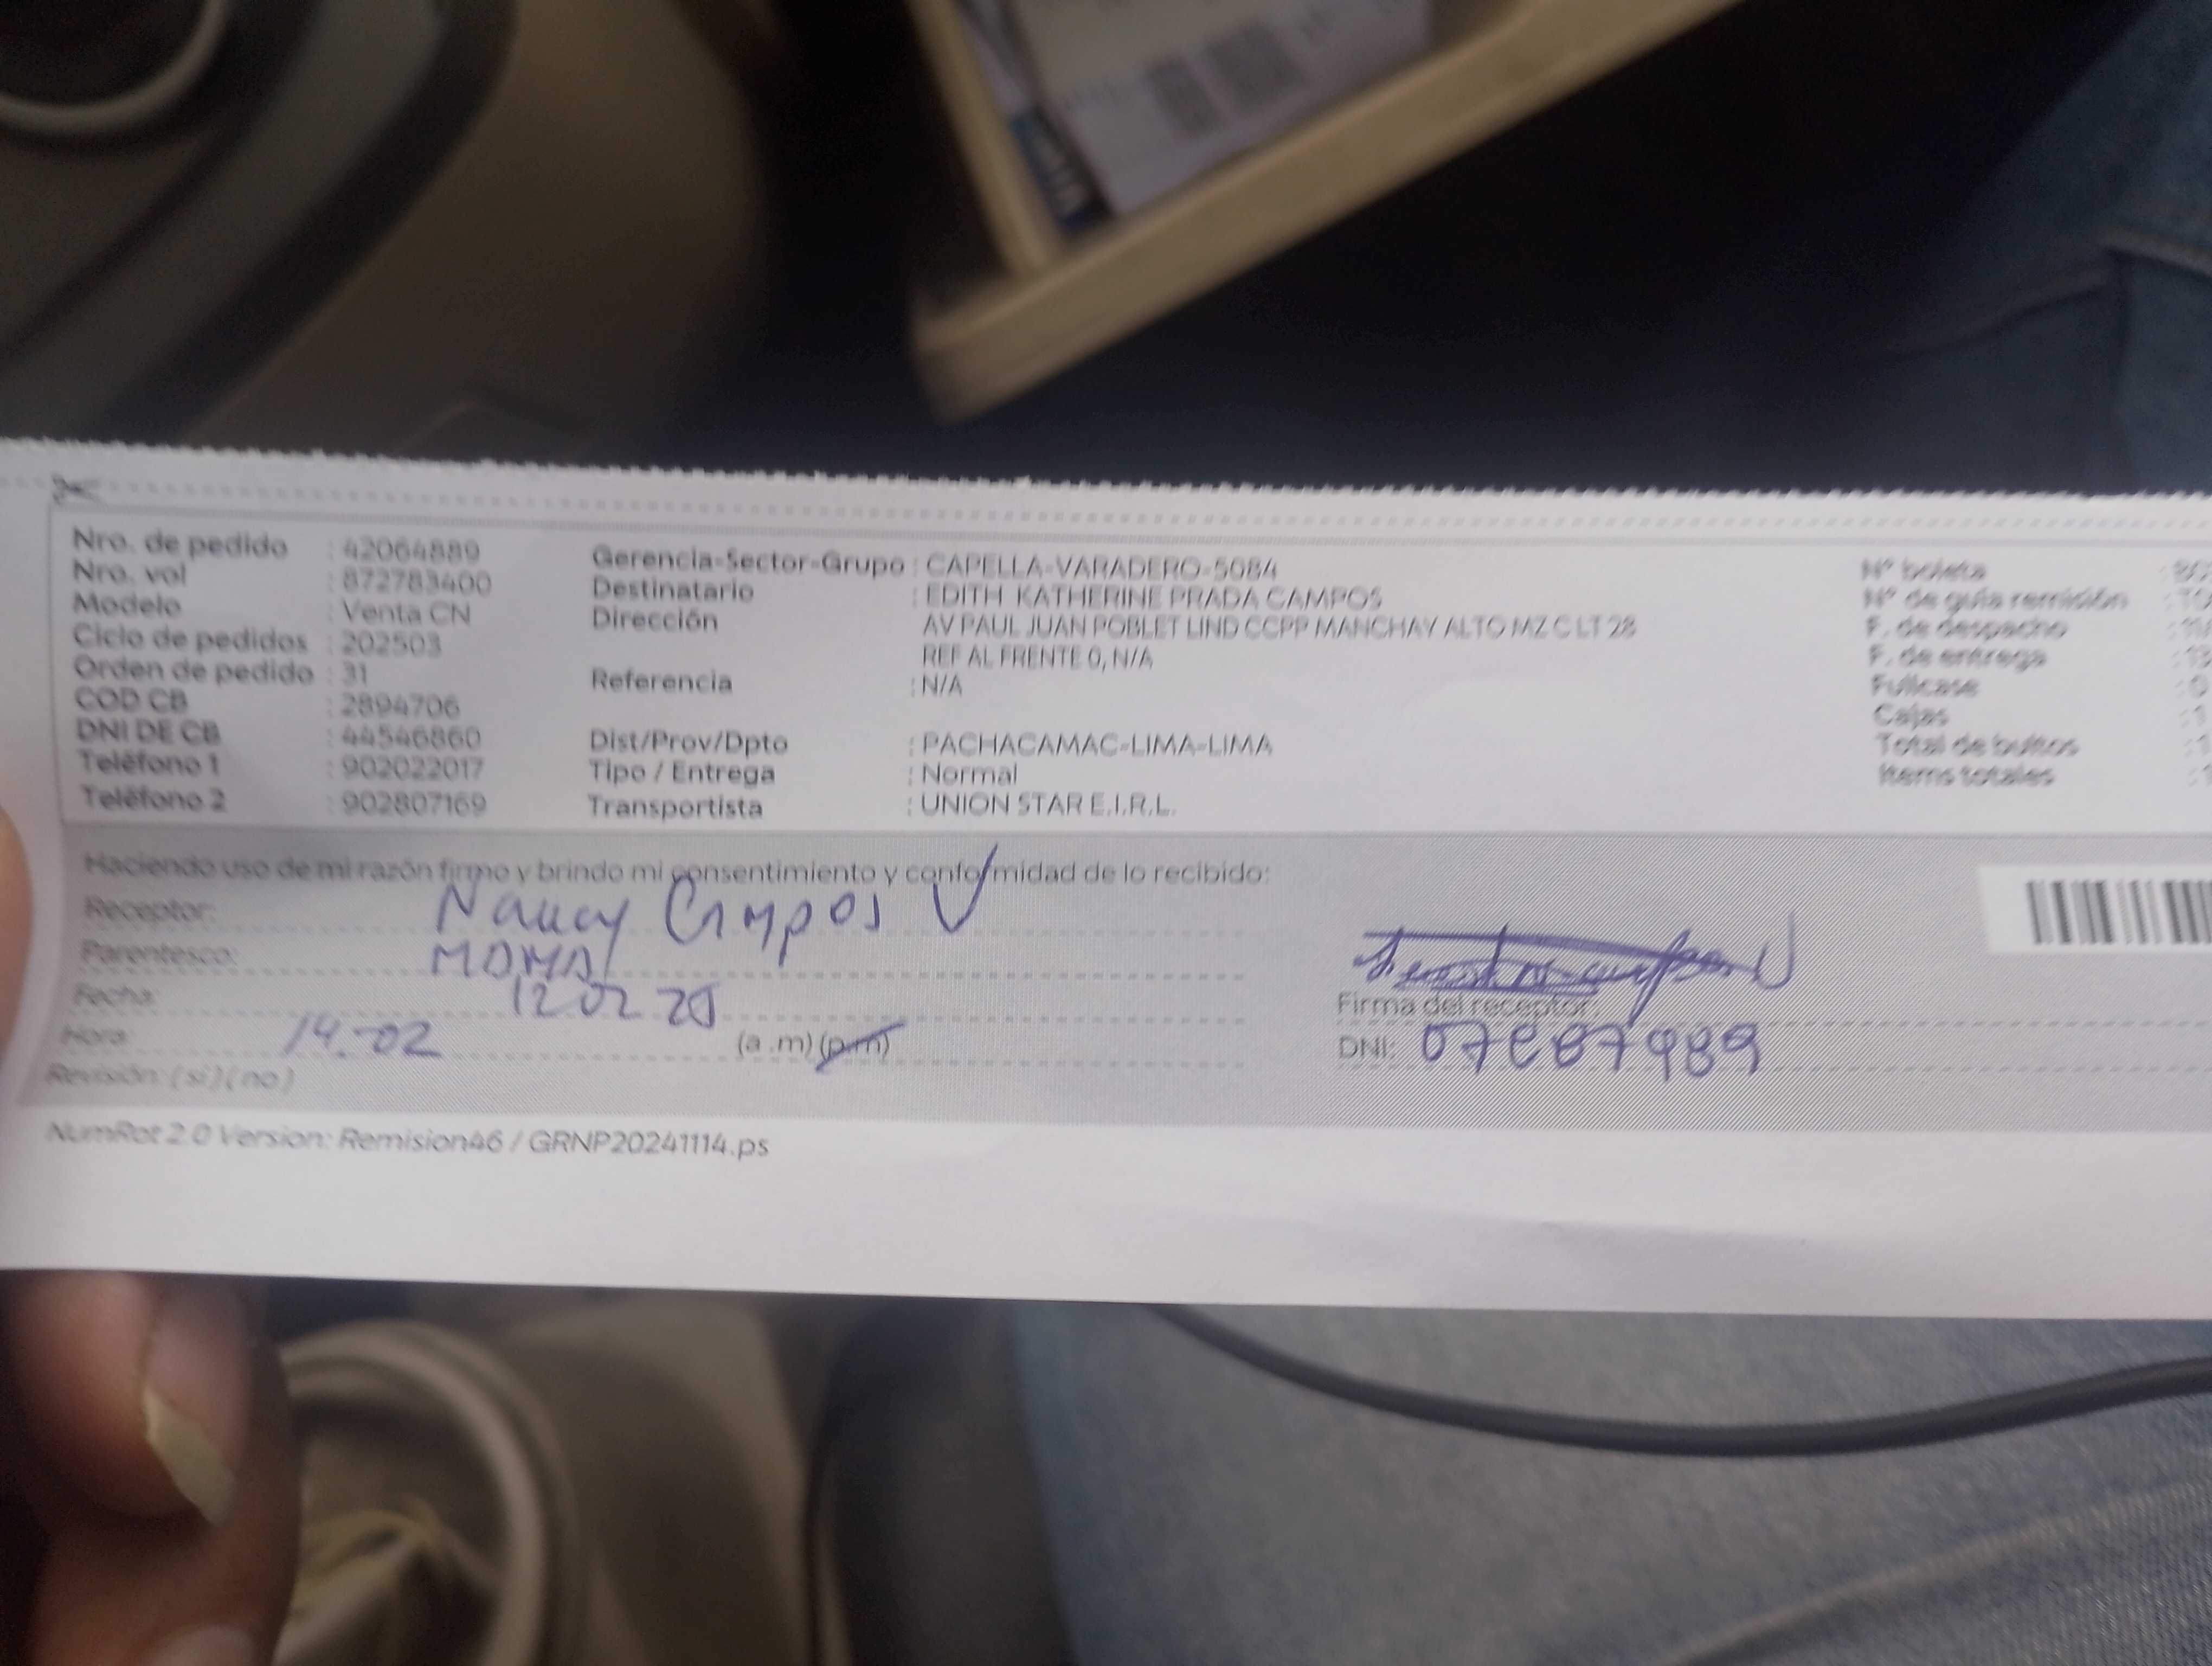 Nro. de pedido : 42064889
Nro. vol : 872783400
Modelo : Venta CN
Ciclo de pedidos : 202503
Orden de pedido : 31
COD CB : 2894706
DNI DE CB : 44546860
Teléfono 1 : 902022017
Teléfono 2 : 902807169
Gerencia-Sector-Grupo : CAPELLA-VARADERO-5084
Destinatario : EDITH KATHERINE PRADA CAMPOS
Dirección : AV PAUL JUAN POBLET LIND CCPP MANCHAY ALTO MZ C LT 28
REF AL FRENTE 0, N/A
Referencia : N/A
Dist/Prov/Dpto : PACHACAMAC-LIMA-LIMA
Tipo / Entrega : Normal
Transportista : UNION STAR E.I.R.L.
N° boleta
N° de guía remisión
F. de despacho
F. de entrega
Fullcase : 0
Cajas : 1
Total de bultos : 1
Items totales
Haciendo uso de mi razón firmo y brindo mi consentimiento y conformidad de lo recibido:
Receptor: Nancy Campos V
Parentesco: MAMA
Fecha: 12 02 25
Hora: 14-02 (a.m) (p.m)
Revisión: (si) (no)
Firma del receptor:
DNI: 07887989
NumRot 2.0 Version: Remision46 / GRNP20241114.ps